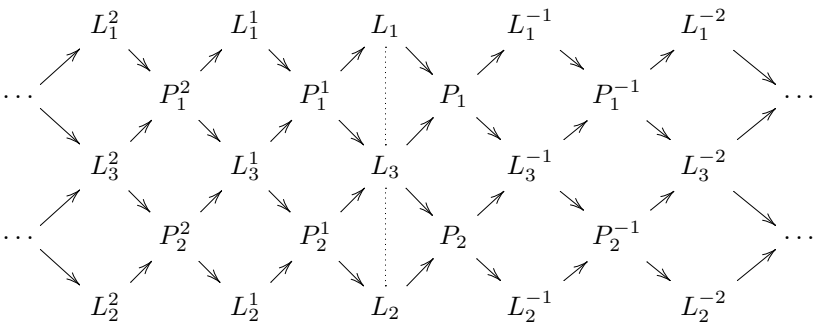 L_1^2 L_1^1 L_1 L_1^{-1} L_1^{-2}
⋯ P_1^2 P_1^1 P_1 P_1^{-1} ⋯
L_3^2 L_3^1 L_3 L_3^{-1} L_3^{-2}
⋯ P_2^2 P_2^1 P_2 P_2^{-1} ⋯
L_2^2 L_2^1 L_2 L_2^{-1} L_2^{-2}